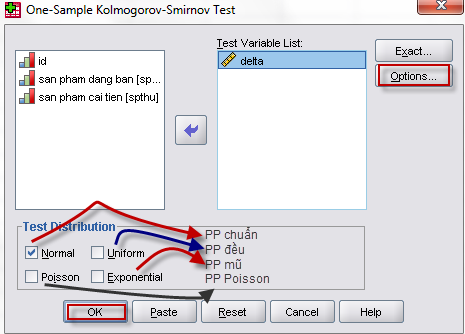 One-Sample Kolmogorov-Smirnov Test
Test Variable List:
id
san pham dang ban [sp...
san pham cai tien [spthu]
delta
Exact...
Options...
Test Distribution
Normal
Uniform
Poisson
Exponential
PP chuẩn
PP đều
PP mũ
PP Poisson
OK
Paste
Reset
Cancel
Help